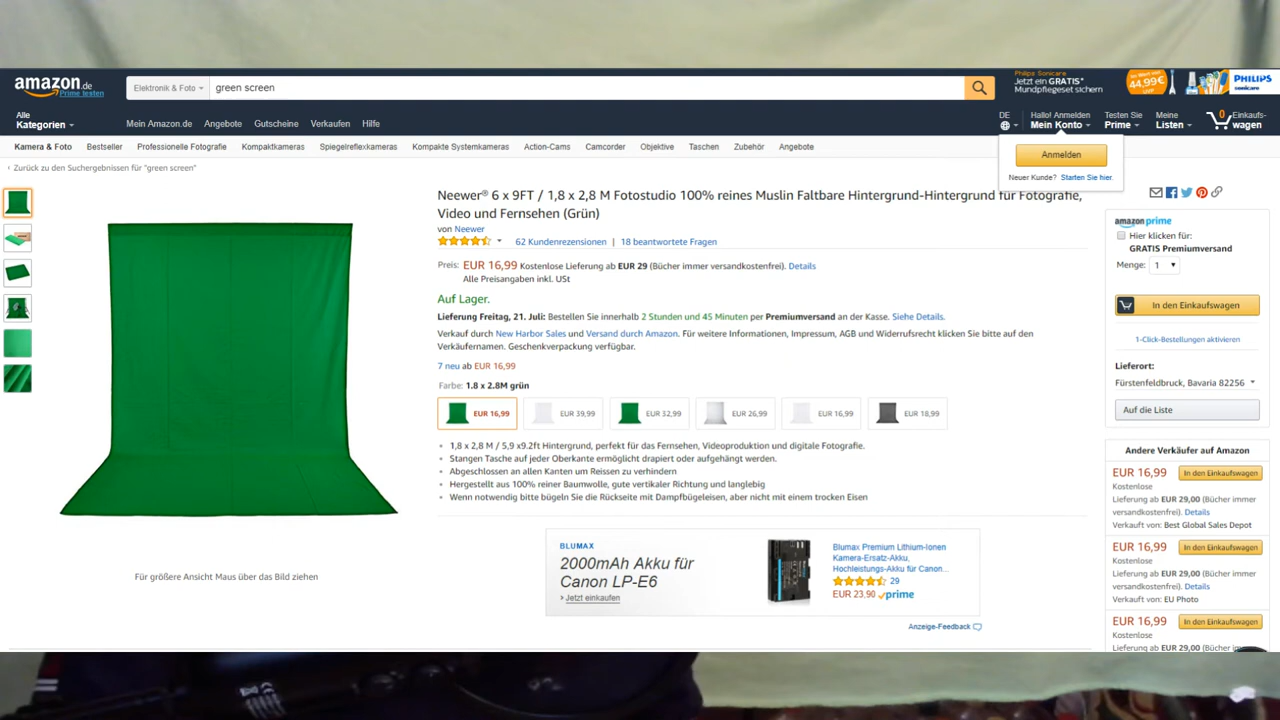 amazon.de
Prime testen
Elektronik & Foto
green screen
Philips Sonicare
Jetzt ein GRATIS*
Mundpflegeset sichern
44,99€
UVP
PHILIPS
sonicare
Alle
Kategorien
Mein Amazon.de Angebote Gutscheine Verkaufen Hilfe
DE
Hallo! Anmelden
Mein Konto
Testen Sie
Prime
Meine
Listen
0
Einkaufs-
wagen
Kamera & Foto Bestseller Professionelle Fotografie Kompaktkameras Spiegelreflexkameras Kompakte Systemkameras Action-Cams Camcorder Objektive Taschen Zubehör Angebote
Anmelden
Neuer Kunde? Starten Sie hier.
‹ Zurück zu den Suchergebnissen für "green screen"
Neewer® 6 x 9FT / 1,8 x 2,8 M Fotostudio 100% reines Muslin Faltbare Hintergrund-Hintergrund für Fotografie,
Video und Fernsehen (Grün)
von Neewer
62 Kundenrezensionen | 18 beantwortete Fragen
Preis: EUR 16,99 Kostenlose Lieferung ab EUR 29 (Bücher immer versandkostenfrei). Details
Alle Preisangaben inkl. USt
Auf Lager.
Lieferung Freitag, 21. Juli: Bestellen Sie innerhalb 2 Stunden und 45 Minuten per Premiumversand an der Kasse. Siehe Details.
Verkauf durch New Harbor Sales und Versand durch Amazon. Für weitere Informationen, Impressum, AGB und Widerrufsrecht klicken Sie bitte auf den
Verkäufernamen. Geschenkverpackung verfügbar.
7 neu ab EUR 16,99
Farbe: 1.8 x 2.8M grün
EUR 16,99 EUR 39,99 EUR 32,99 EUR 26,99 EUR 16,99 EUR 18,99
• 1,8 x 2,8 M / 5,9 x9.2ft Hintergrund, perfekt für das Fernsehen, Videoproduktion und digitale Fotografie.
• Stangen Tasche auf jeder Oberkante ermöglicht drapiert oder aufgehängt werden.
• Abgeschlossen an allen Kanten um Reissen zu verhindern
• Hergestellt aus 100% reiner Baumwolle, gute vertikaler Richtung und langlebig
• Wenn notwendig bitte bügeln Sie die Rückseite mit Dampfbügeleisen, aber nicht mit einem trocken Eisen
Für größere Ansicht Maus über das Bild ziehen
BLUMAX
2000mAh Akku für
Canon LP-E6
› Jetzt einkaufen
Blumax Premium Lithium-Ionen
Kamera-Ersatz-Akku,
Hochleistungs-Akku für Canon...
29
EUR 23,90 prime
Anzeige-Feedback
amazon prime
Hier klicken für:
GRATIS Premiumversand
Menge: 1
In den Einkaufswagen
1-Click-Bestellungen aktivieren
Lieferort:
Fürstenfeldbruck, Bavaria 82256
Auf die Liste
Andere Verkäufer auf Amazon
EUR 16,99 In den Einkaufswagen
Kostenlose
Lieferung ab EUR 29,00 (Bücher immer
versandkostenfrei). Details
Verkauft von: Best Global Sales Depot
EUR 16,99 In den Einkaufswagen
Kostenlose
Lieferung ab EUR 29,00 (Bücher immer
versandkostenfrei). Details
Verkauft von: EU Photo
EUR 16,99 In den Einkaufswagen
Kostenlose
Lieferung ab EUR 29,00 (Bücher